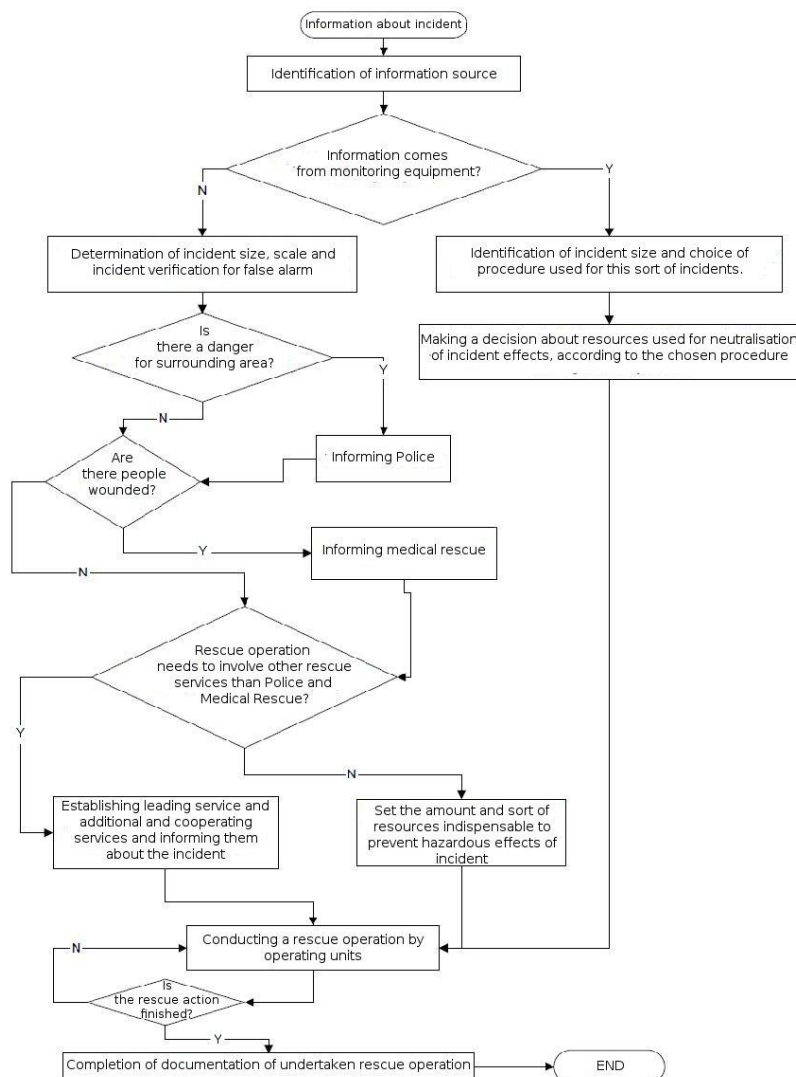 Information about incident
Identification of information source
Information comes
from monitoring equipment?
N
Y
Determination of incident size, scale and
incident verification for false alarm
Identification of incident size and choice of
procedure used for this sort of incidents.
Is
there a danger
for surrounding area?
Y
N
Making a decision about resources used for neutralisation
of incident effects, according to the chosen procedure
Are
there people
wounded?
Informing Police
Y
N
Informing medical rescue
Rescue operation
needs to involve other rescue
services than Police and
Medical Rescue?
Y
N
Establishing leading service and
additional and cooperating
services and informing them
about the incident
Set the amount and sort of
resources indispensable to
prevent hazardous effects of
incident
Conducting a rescue operation by
operating units
N
Is
the rescue action
finished?
Y
Completion of documentation of undertaken rescue operation
END